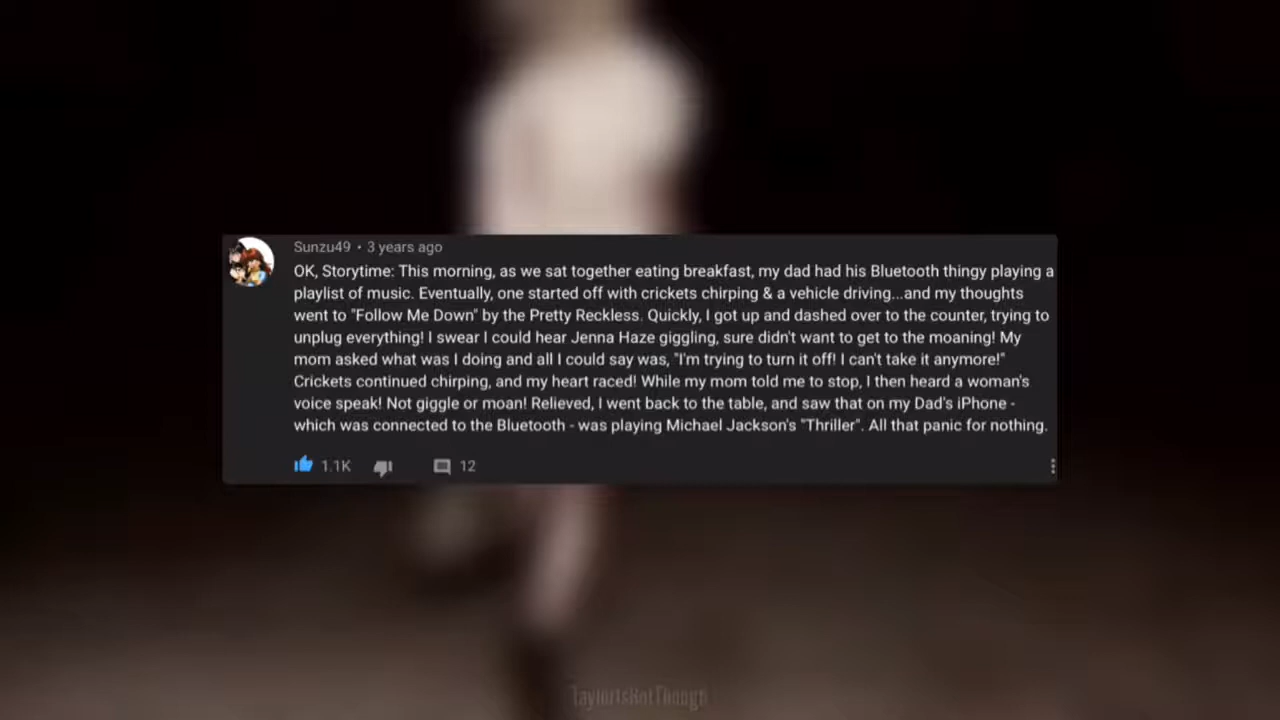 Sunzu49 • 3 years ago
OK, Storytime: This morning, as we sat together eating breakfast, my dad had his Bluetooth thingy playing a
playlist of music. Eventually, one started off with crickets chirping & a vehicle driving...and my thoughts
went to "Follow Me Down" by the Pretty Reckless. Quickly, I got up and dashed over to the counter, trying to
unplug everything! I swear I could hear Jenna Haze giggling, sure didn't want to get to the moaning! My
mom asked what was I doing and all I could say was, "I'm trying to turn it off! I can't take it anymore!"
Crickets continued chirping, and my heart raced! While my mom told me to stop, I then heard a woman's
voice speak! Not giggle or moan! Relieved, I went back to the table, and saw that on my Dad's iPhone -
which was connected to the Bluetooth - was playing Michael Jackson's "Thriller". All that panic for nothing.
1.1K 12